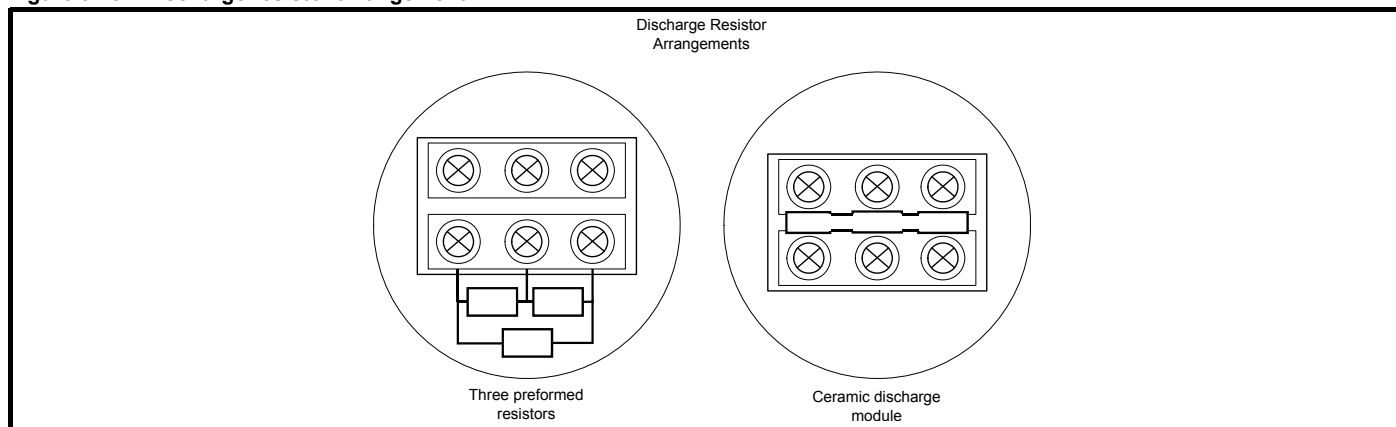 Discharge Resistor
Arrangements
Three preformed
resistors
Ceramic discharge
module